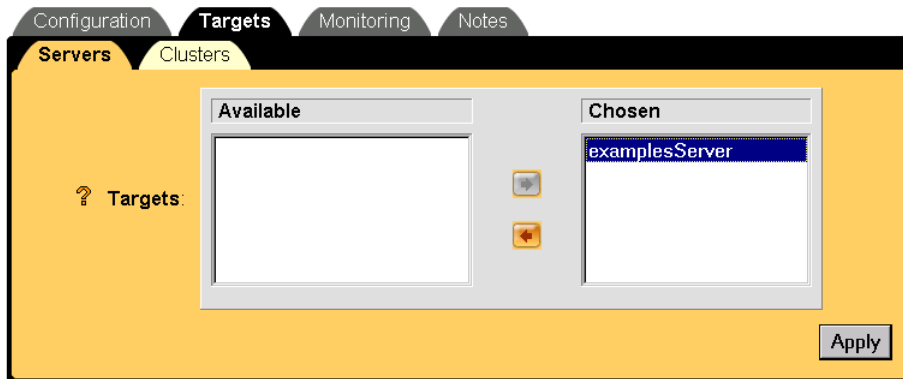 Configuration Targets Monitoring Notes
Servers Clusters
Available Chosen
examplesServer
? Targets:
Apply